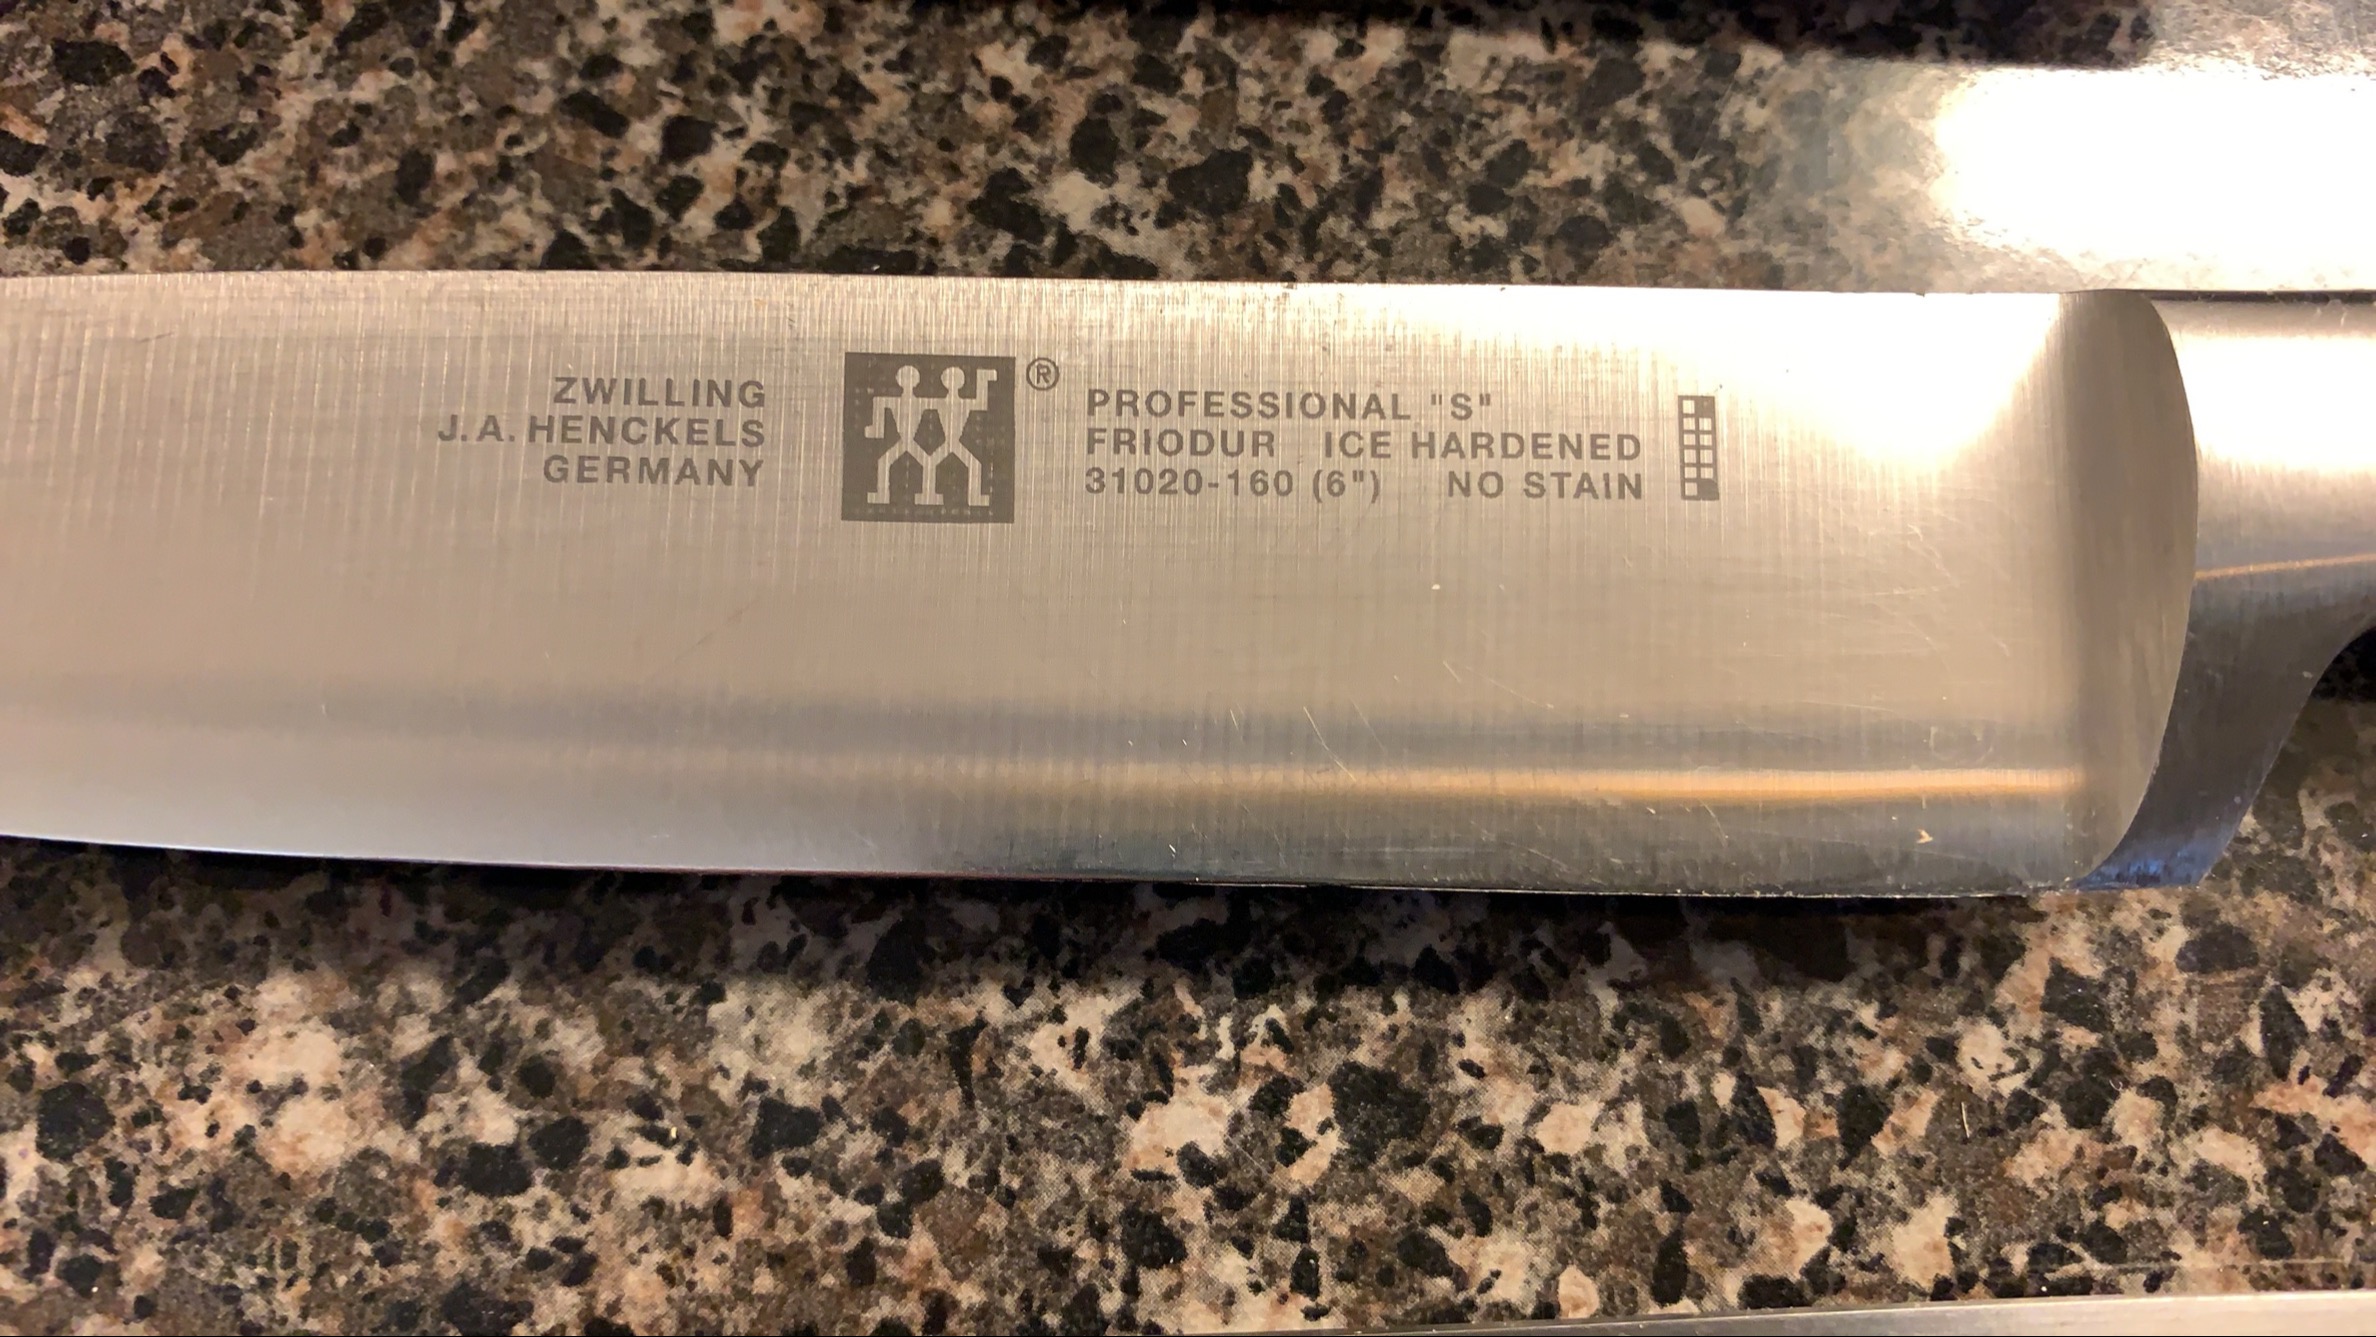 ZWILLING
J.A. HENCKELS
GERMANY
®
PROFESSIONAL "S"
FRIODUR ICE HARDENED
31020-160 (6") NO STAIN